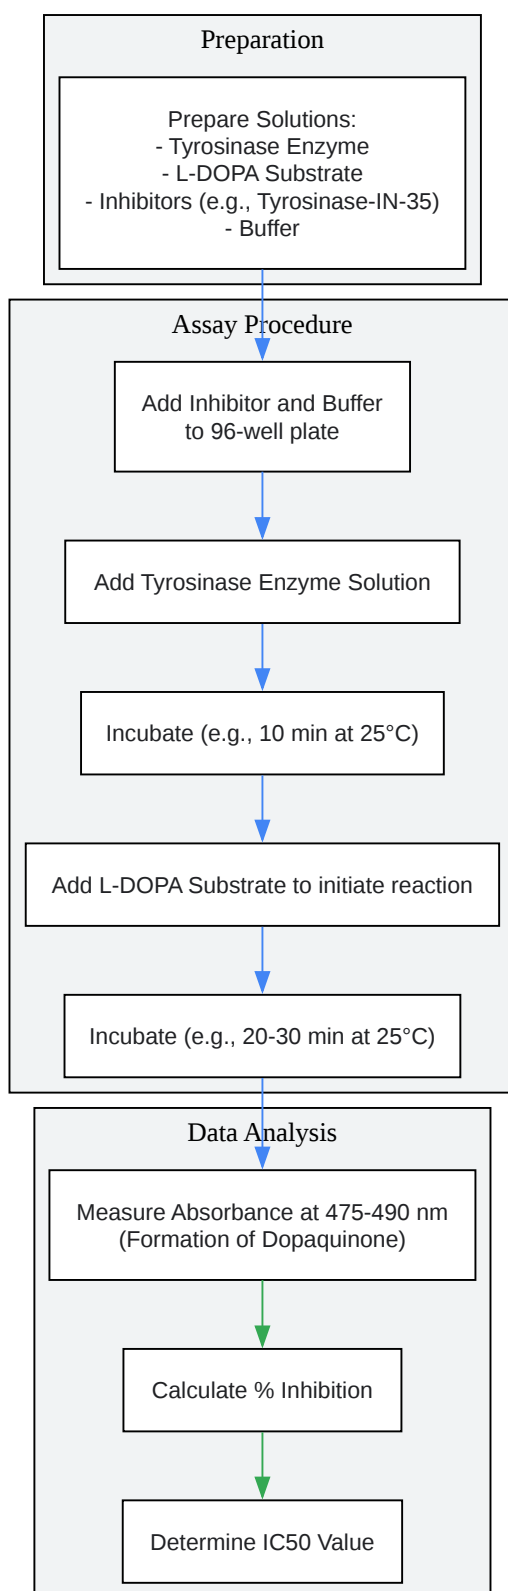 Preparation
Prepare Solutions:
- Tyrosinase Enzyme
- L-DOPA Substrate
- Inhibitors (e.g., Tyrosinase-IN-35)
- Buffer
Assay Procedure
Add Inhibitor and Buffer
to 96-well plate
Add Tyrosinase Enzyme Solution
Incubate (e.g., 10 min at 25°C)
Add L-DOPA Substrate to initiate reaction
Incubate (e.g., 20-30 min at 25°C)
Data Analysis
Measure Absorbance at 475-490 nm
(Formation of Dopaquinone)
Calculate % Inhibition
Determine IC50 Value